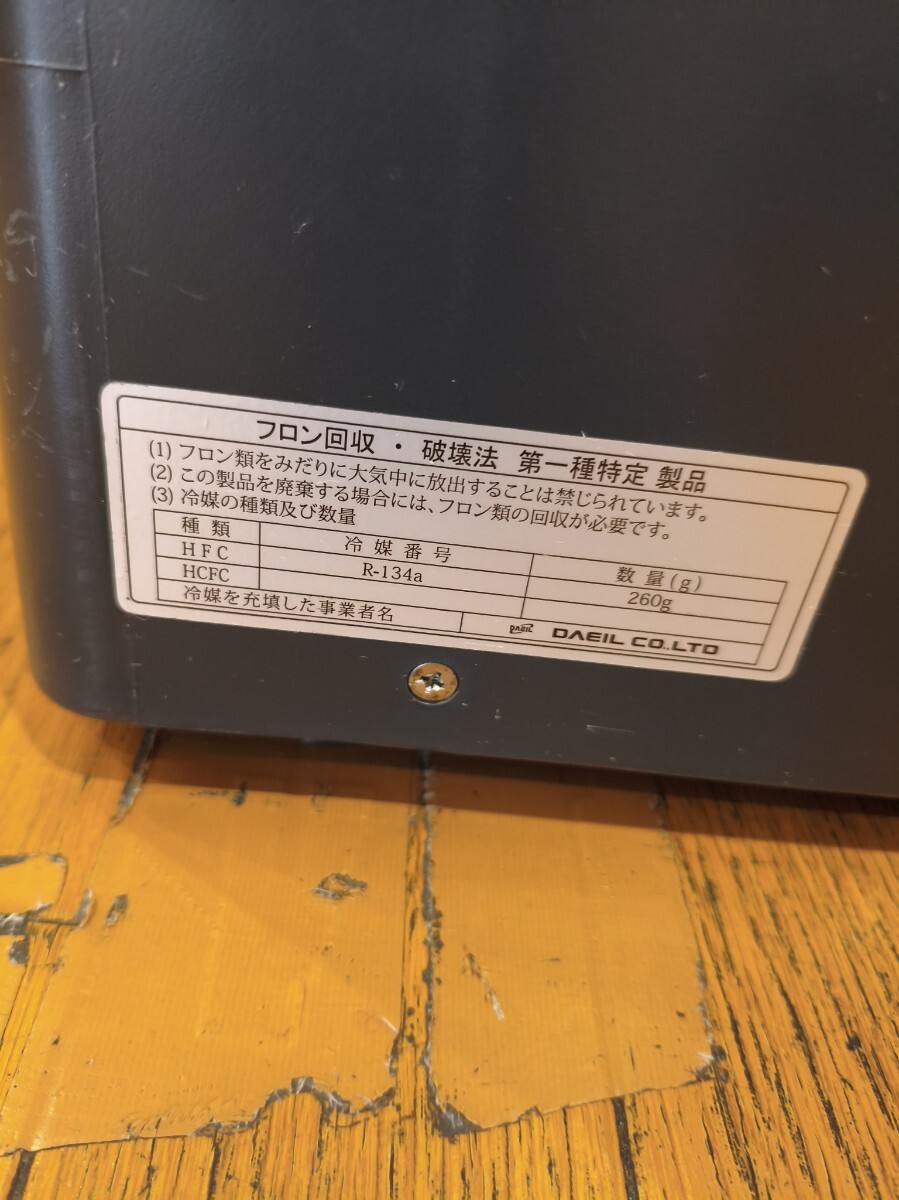 フロン回収・破壊法 第一種特定 製品
(1) フロン類をみだりに大気中に放出することは禁じられています。
(2) この製品を廃棄する場合には、フロン類の回収が必要です。
(3) 冷媒の種類及び数量
種類 冷媒番号 数量(g)
HFC R-134a 260g
HCFC
冷媒を充填した事業者名 DAEIL DAEIL CO.,LTD